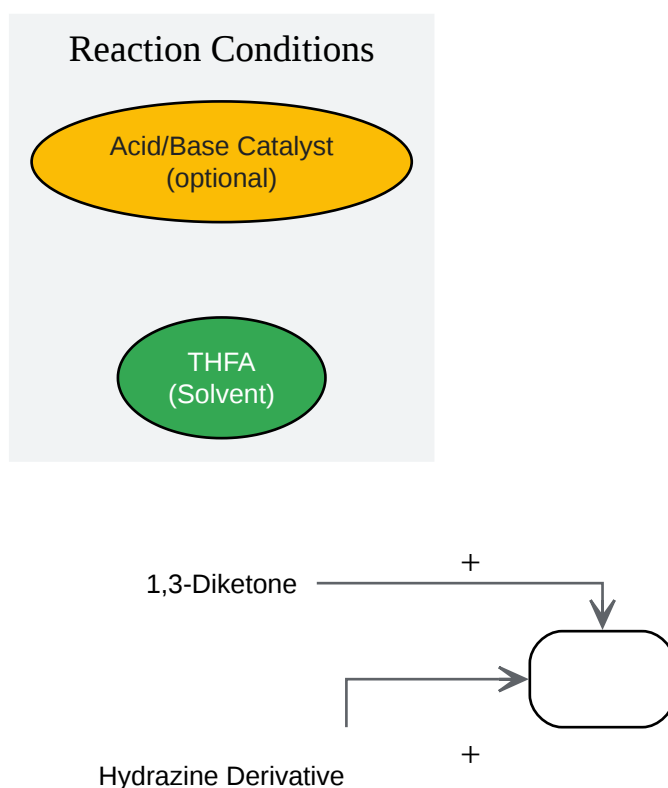 Reaction Conditions
Acid/Base Catalyst
(optional)
THFA
(Solvent)
+
1,3-Diketone
+
Hydrazine Derivative